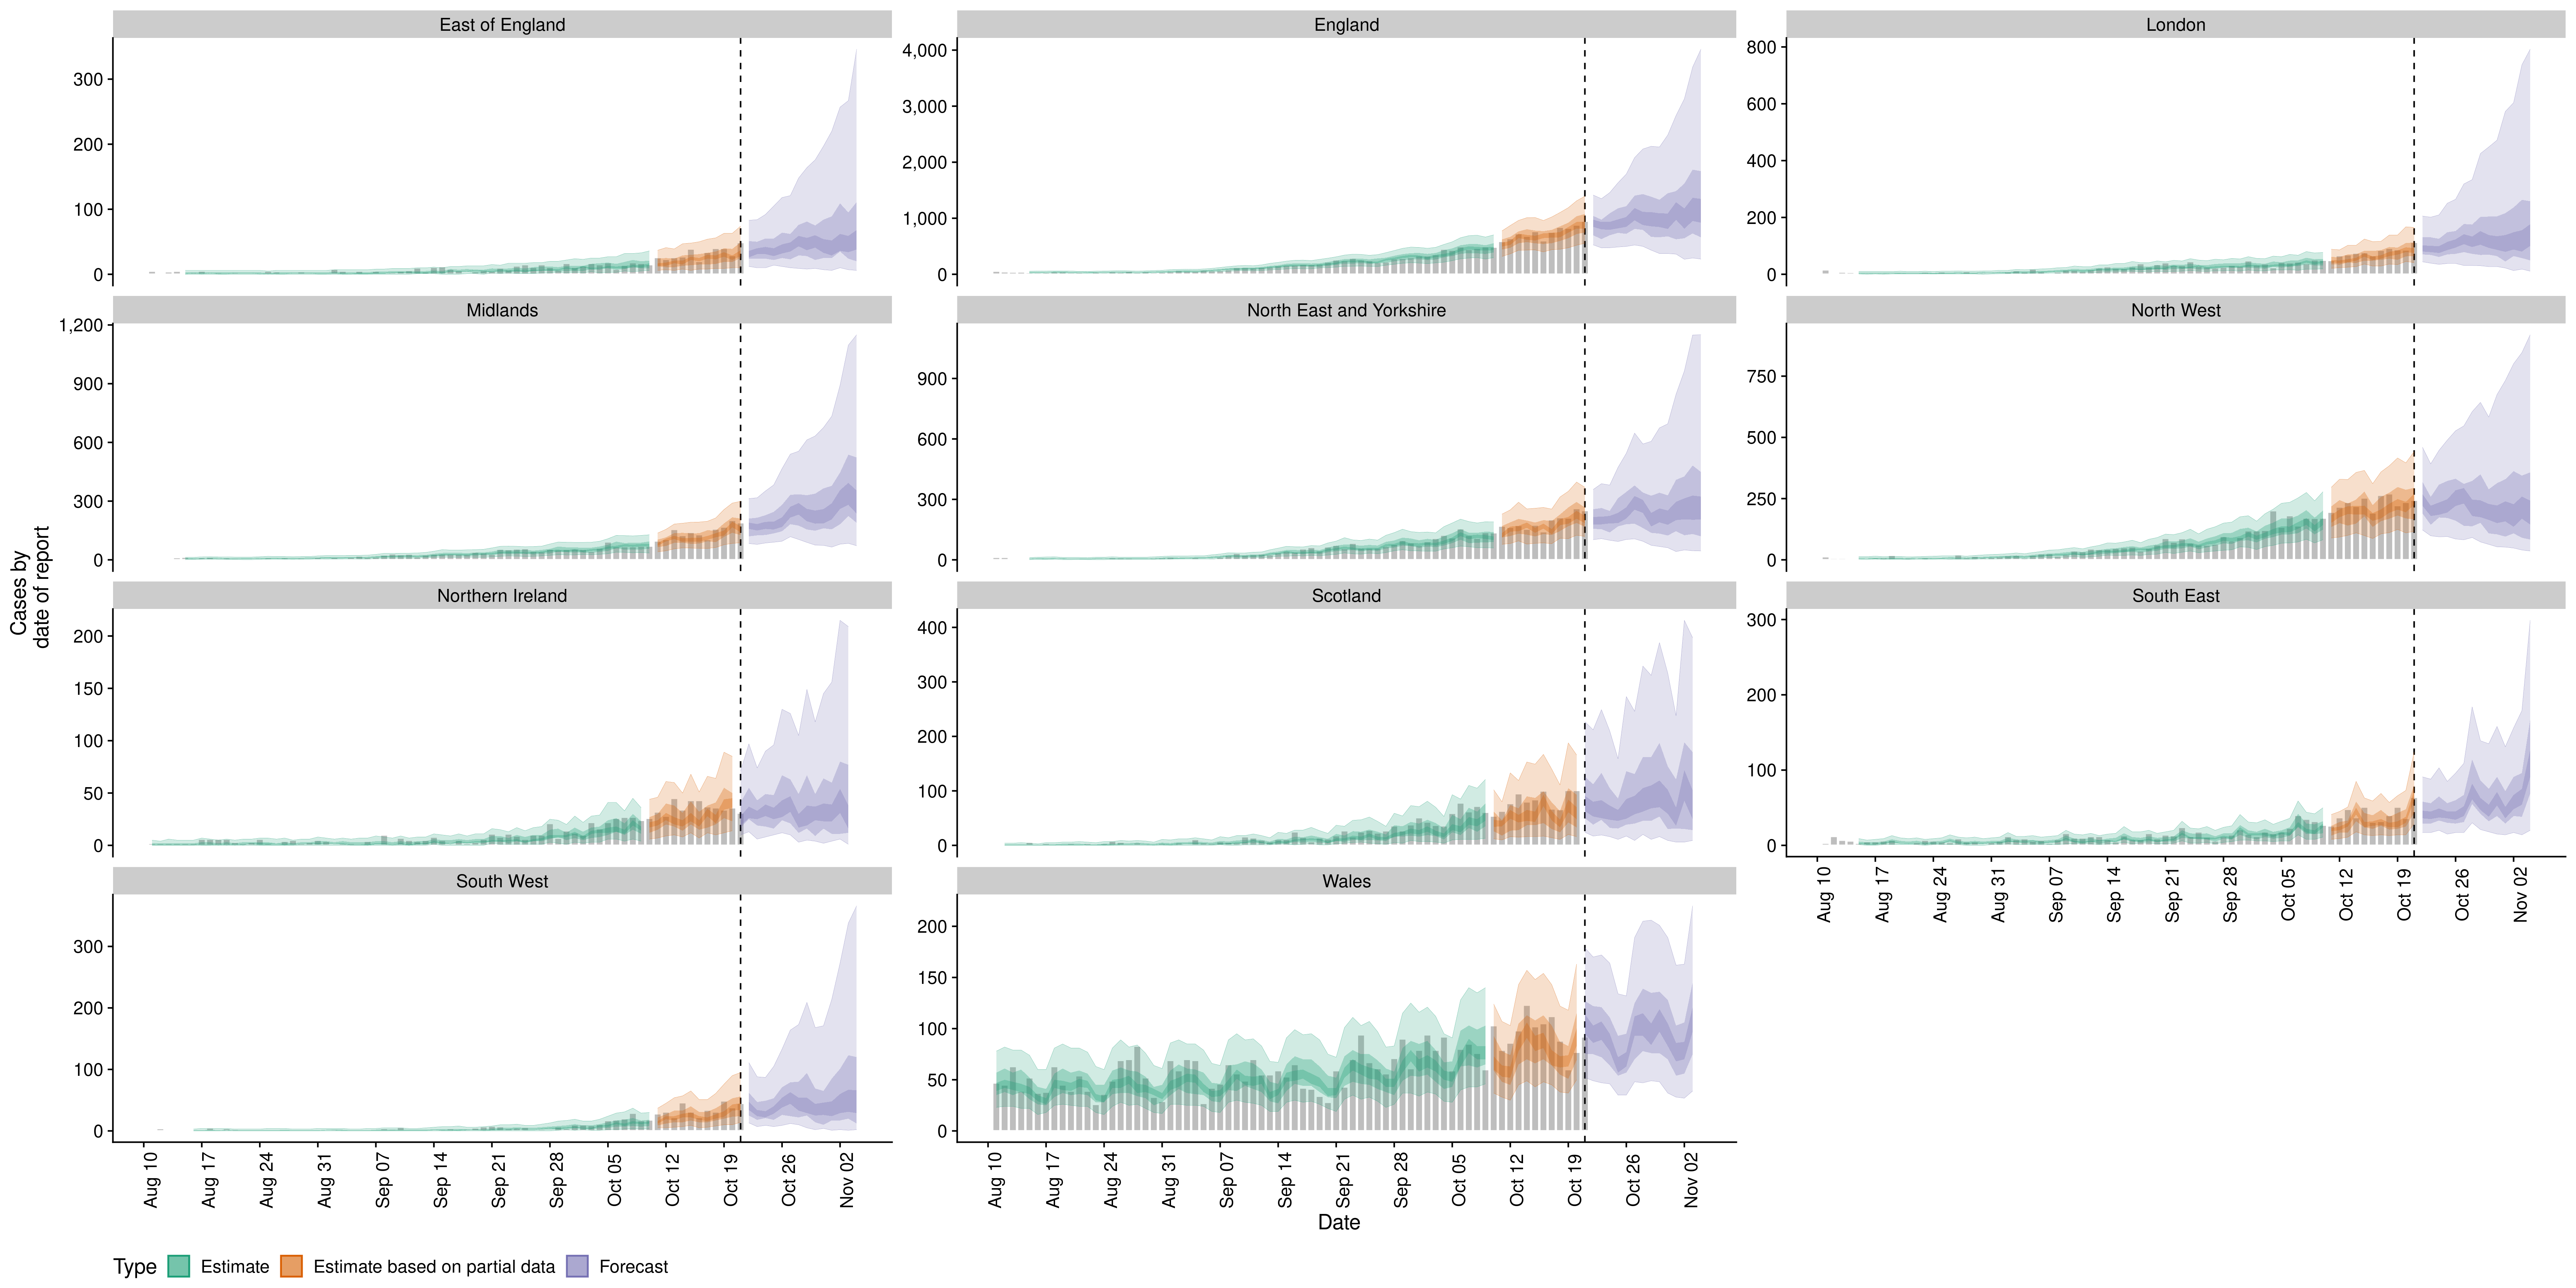 East of England
England
London
300
200
100
0
4,000
3,000
2,000
1,000
0
800
600
400
200
0
Midlands
North East and Yorkshire
North West
1,200
900
600
300
0
900
600
300
0
750
500
250
0
Cases by
date of report
Northern Ireland
Scotland
South East
200
150
100
50
0
400
300
200
100
0
300
200
100
0
Aug 10
Aug 17
Aug 24
Aug 31
Sep 07
Sep 14
Sep 21
Sep 28
Oct 05
Oct 12
Oct 19
Oct 26
Nov 02
South West
Wales
300
200
100
0
200
150
100
50
0
Aug 10
Aug 17
Aug 24
Aug 31
Sep 07
Sep 14
Sep 21
Sep 28
Oct 05
Oct 12
Oct 19
Oct 26
Nov 02
Aug 10
Aug 17
Aug 24
Aug 31
Sep 07
Sep 14
Sep 21
Sep 28
Oct 05
Oct 12
Oct 19
Oct 26
Nov 02
Date
Type Estimate Estimate based on partial data Forecast